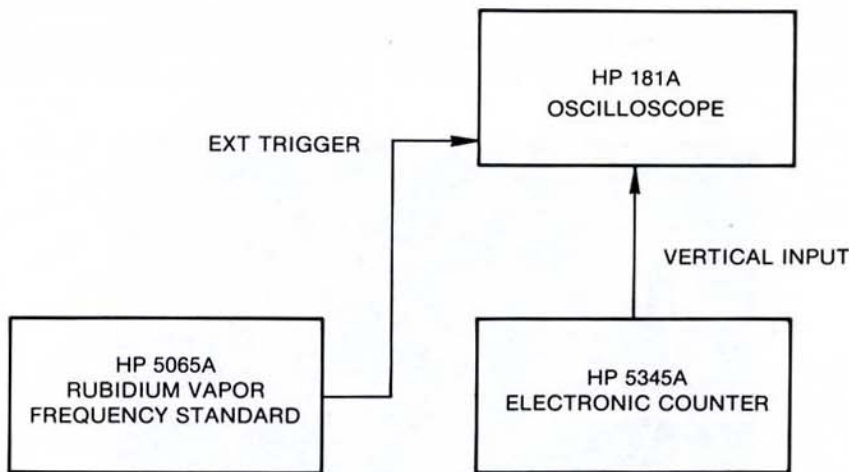 HP 181A
OSCILLOSCOPE
EXT TRIGGER
VERTICAL INPUT
HP 5065A
RUBIDIUM VAPOR
FREQUENCY STANDARD
HP 5345A
ELECTRONIC COUNTER